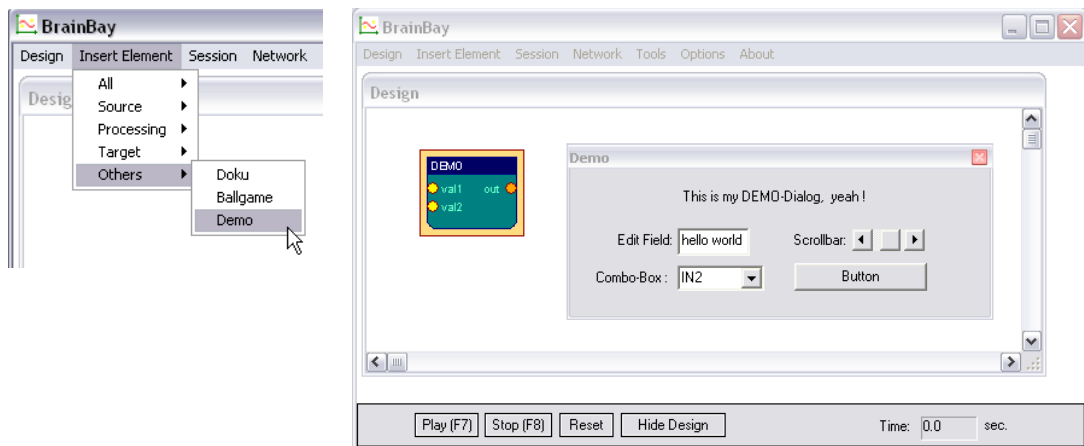 BrainBay
Design Insert Element Session Network
All
Source
Processing
Target
Others
Desig
Doku
Ballgame
Demo
BrainBay
Design Insert Element Session Network Tools Options About
Design
DEMO
val1 out
val2
Demo
This is my DEMO-Dialog, yeah !
Edit Field: hello world Scrollbar:
Combo-Box : IN2 Button
Play (F7) Stop (F8) Reset Hide Design Time: 0.0 sec.